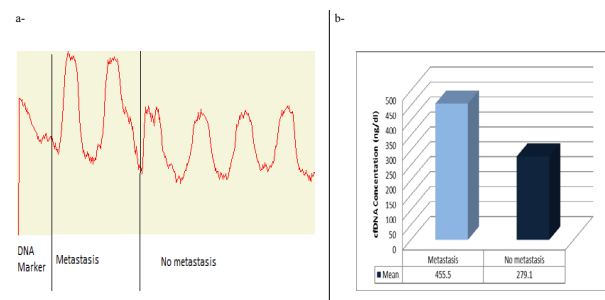 a-
DNA
Marker
Metastasis
No metastasis
b-
cfDNA Concentration (ng/dl)
500
450
400
350
300
250
200
150
100
50
0
Metastasis No metastasis
Mean 455.5 279.1